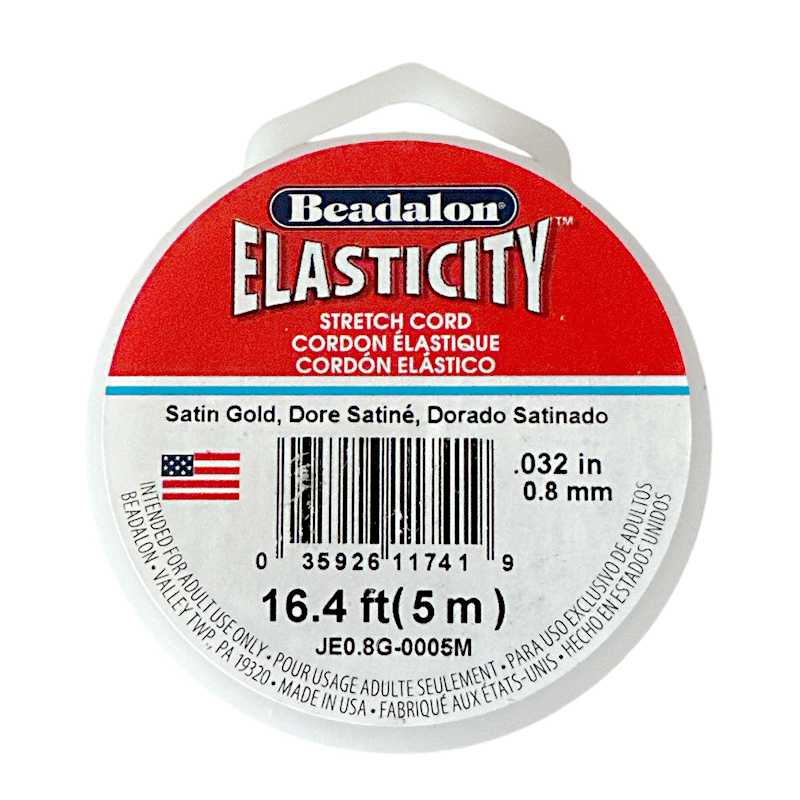 Beadalon®
ELASTICITY™
STRETCH CORD
CORDON ÉLASTIQUE
CORDÓN ELÁSTICO
Satin Gold, Dore Satiné, Dorado Satinado
.032 in
0.8 mm
0 35926 11741 9
16.4 ft(5 m)
JE0.8G-0005M
INTENDED FOR ADULT USE ONLY • POUR USAGE ADULTE SEULEMENT • PARA USO EXCLUSIVO DE ADULTOS
BEADALON • VALLEY TWP., PA 19320 • MADE IN USA • FABRIQUÉ AUX ÉTATS-UNIS • HECHO EN ESTADOS UNIDOS